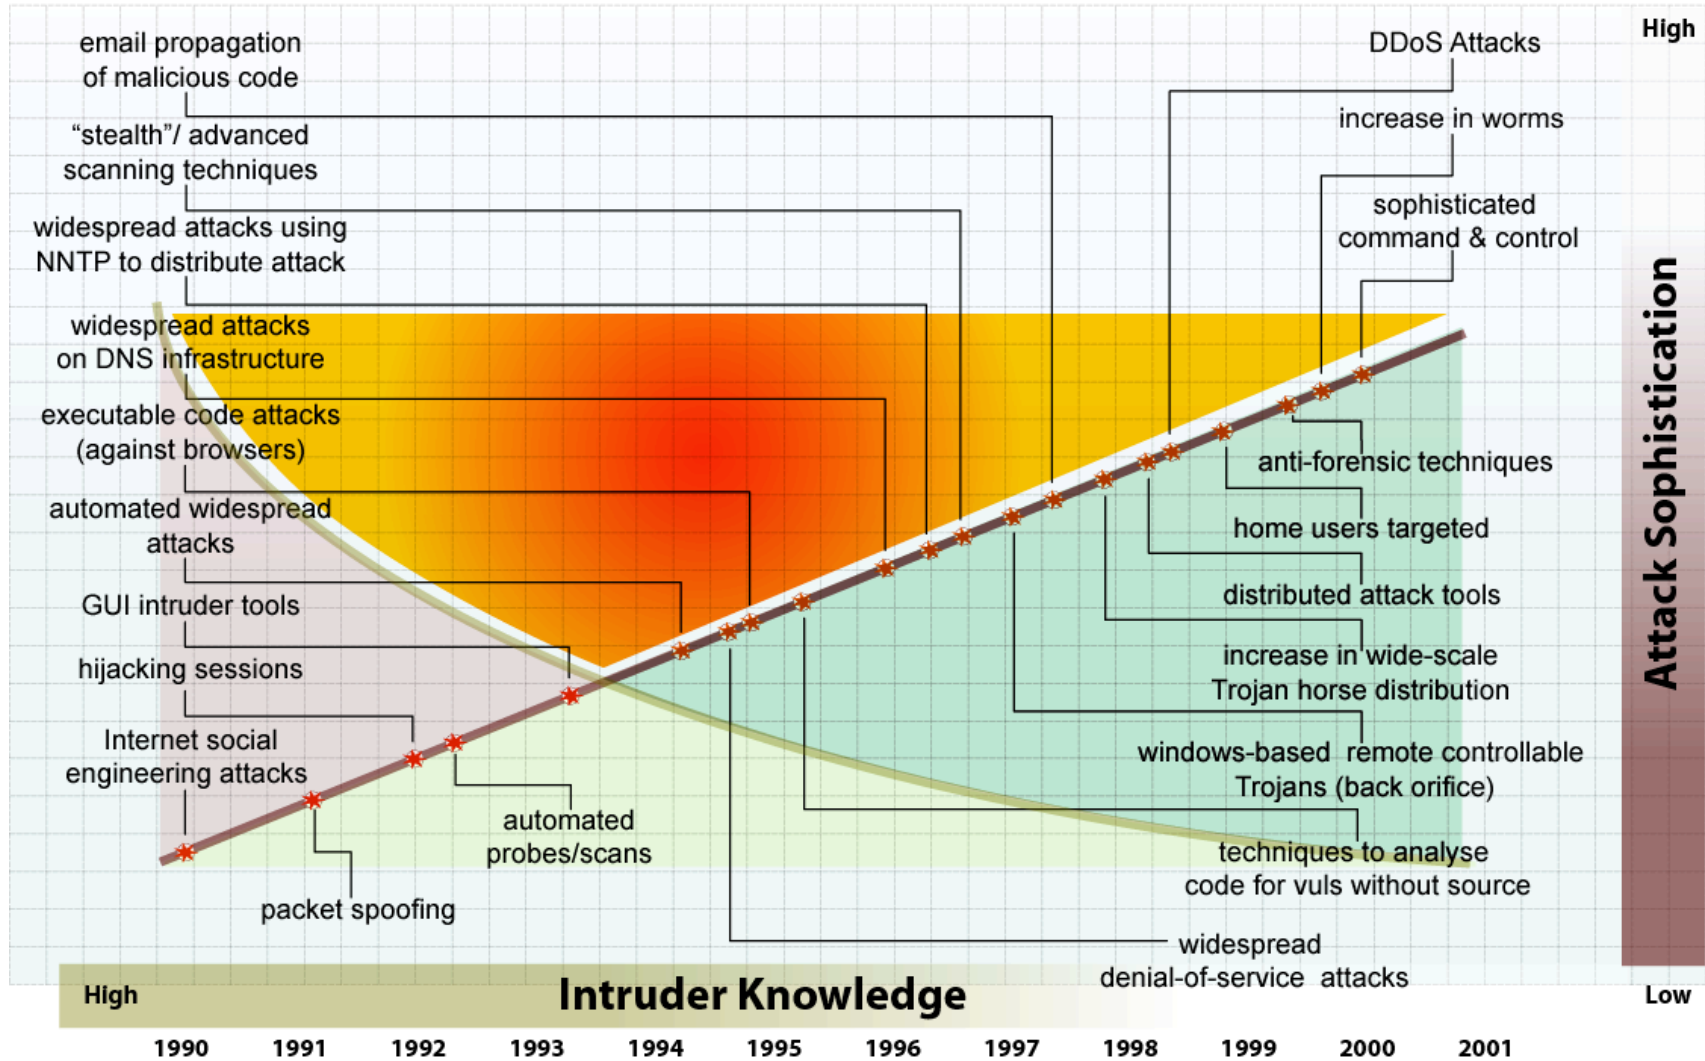 email propagation
of malicious code
“stealth”/ advanced
scanning techniques
widespread attacks using
NNTP to distribute attack
widespread attacks
on DNS infrastructure
executable code attacks
(against browsers)
automated widespread
attacks
GUI intruder tools
hijacking sessions
Internet social
engineering attacks
packet spoofing
automated
probes/scans
DDoS Attacks
increase in worms
sophisticated
command & control
anti-forensic techniques
home users targeted
distributed attack tools
increase in wide-scale
Trojan horse distribution
windows-based remote controllable
Trojans (back orifice)
techniques to analyse
code for vuls without source
widespread
denial-of-service attacks
High
Attack Sophistication
Low
High
Intruder Knowledge
1990 1991 1992 1993 1994 1995 1996 1997 1998 1999 2000 2001